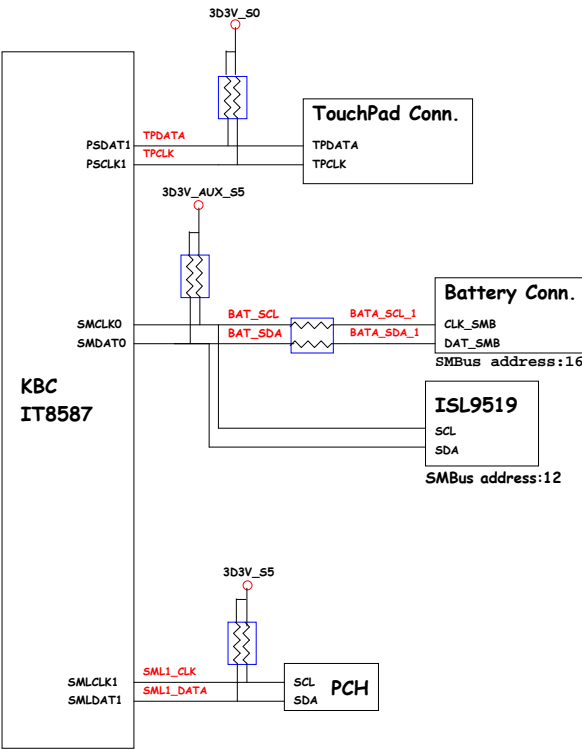 3D3V_S0
TouchPad Conn.
PSDAT1
TPDATA
TPDATA
PSCLK1
TPCLK
TPCLK
3D3V_AUX_S5
Battery Conn.
SMCLK0
BAT_SCL
BATA_SCL_1
CLK_SMB
SMDAT0
BAT_SDA
BATA_SDA_1
DAT_SMB
SMBus address:16
KBC
IT8587
ISL9519
SCL
SDA
SMBus address:12
3D3V_S5
SMLCLK1
SML1_CLK
SCL
PCH
SMLDAT1
SML1_DATA
SDA